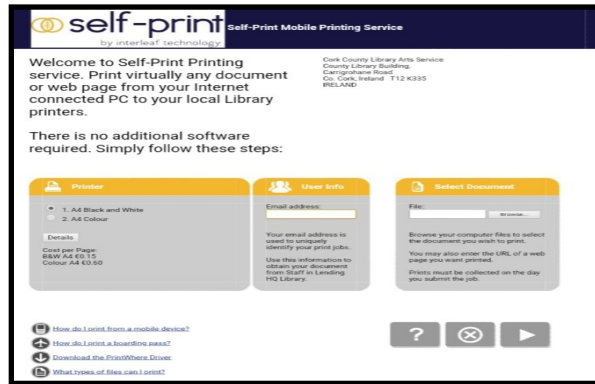 self-print
by interleaf technology
Self-Print Mobile Printing Service
Welcome to Self-Print Printing
service. Print virtually any document
or web page from your Internet
connected PC to your local Library
printers.
There is no additional software
required. Simply follow these steps:
Cork County Library Arts Service
County Library Building,
Carrigrohane Road
Co. Cork, Ireland T12 K335
IRELAND
Printer
1. A4 Black and White
2. A4 Colour
Details
Cost per Page:
B&W A4 €0.15
Colour A4 €0.60
User Info
Email address:
Your email address is
used to uniquely
identify your print jobs.
Use this information to
obtain your document
from Staff in Lending
HQ Library.
Select Document
File:
Browse...
Browse your computer files to select
the document you wish to print.
You may also enter the URL of a web
page you want printed.
Prints must be collected on the day
you submit the job.
How do I print from a mobile device?
How do I print a boarding pass?
Download the PrintWhere Driver
What types of files can I print?
?